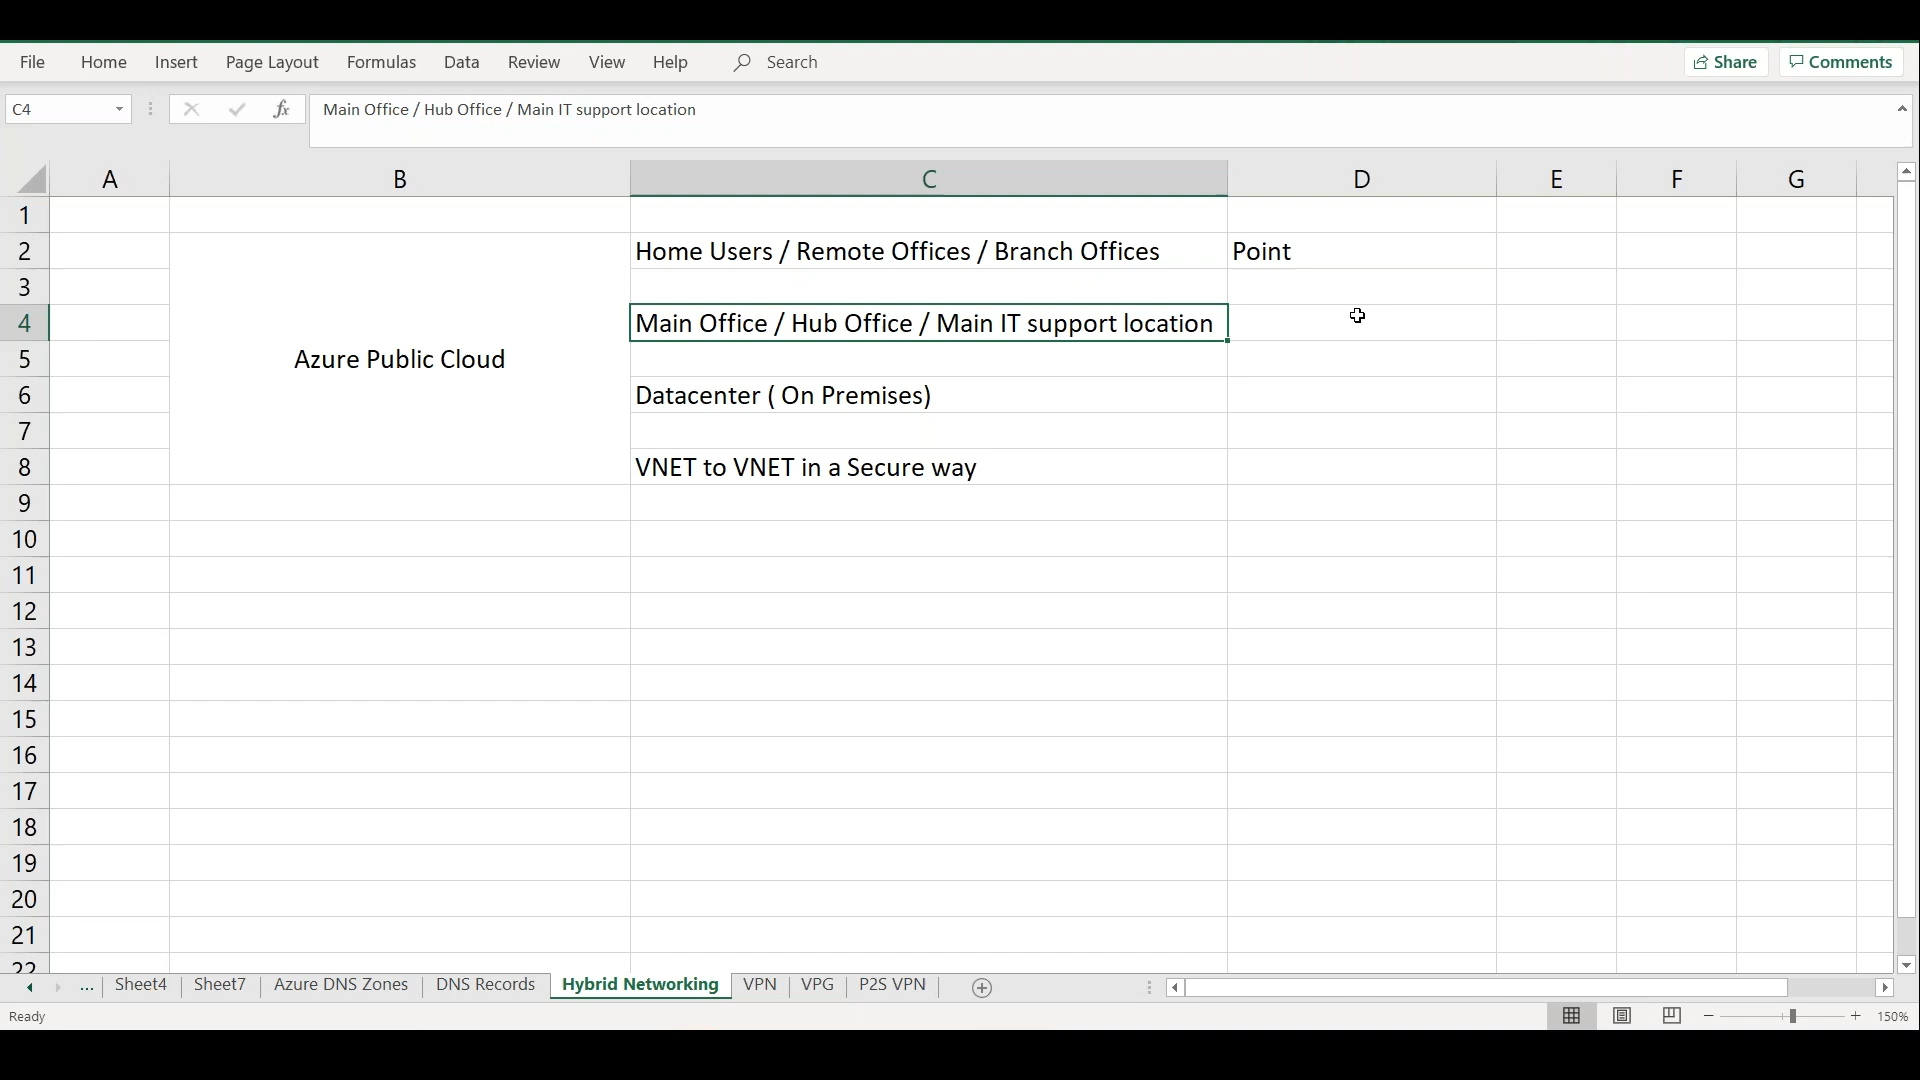 File Home Insert Page Layout Formulas Data Review View Help Search Share Comments
C4 fx Main Office / Hub Office / Main IT support location
A B C D E F G
1
2 Home Users / Remote Offices / Branch Offices Point
3
4 Main Office / Hub Office / Main IT support location
5 Azure Public Cloud
6 Datacenter ( On Premises)
7
8 VNET to VNET in a Secure way
9
10
11
12
13
14
15
16
17
18
19
20
21
22
... Sheet4 Sheet7 Azure DNS Zones DNS Records Hybrid Networking VPN VPG P2S VPN
Ready 150%